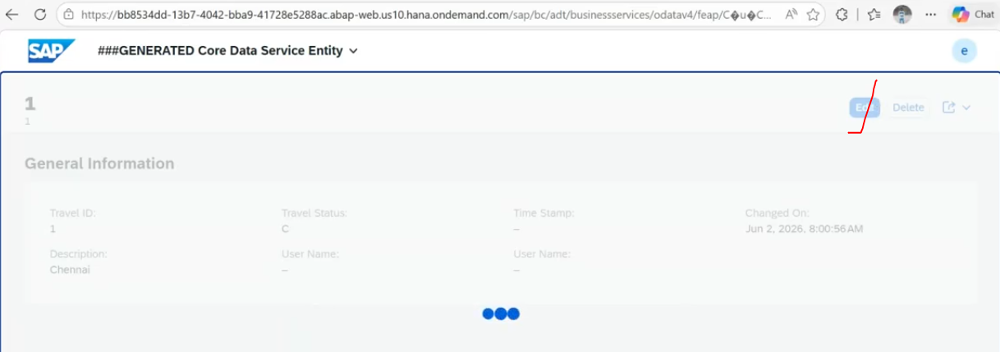 https://bb8534dd-13b7-4042-bba9-41728e5288ac.abap-web.us10.hana.ondemand.com/sap/bc/adt/businessservices/odatav4/feap/C�u�C... A Chat
SAP ###GENERATED Core Data Service Entity e
1 Edit Delete
1
General Information
Travel ID: Travel Status: Time Stamp: Changed On:
1 C – Jun 2, 2026, 8:00:56 AM
Description: User Name: User Name:
Chennai – –